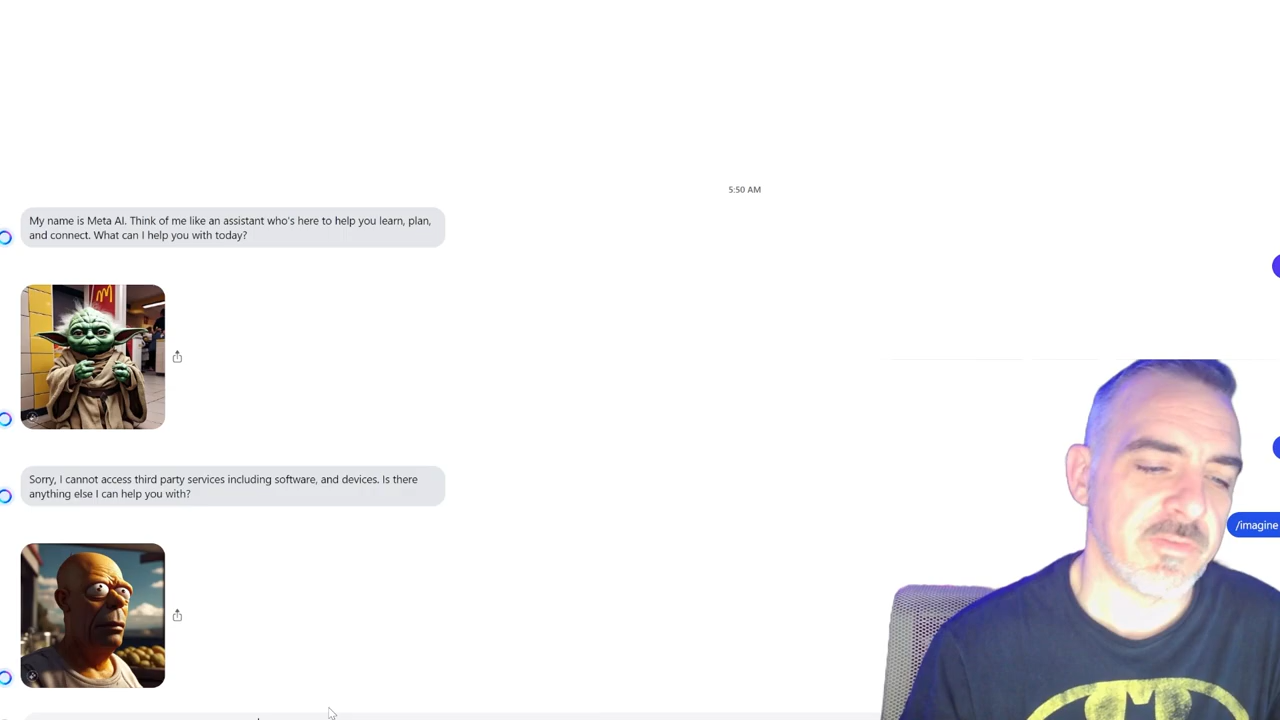 5:50 AM
My name is Meta AI. Think of me like an assistant who's here to help you learn, plan,
and connect. What can I help you with today?
Sorry, I cannot access third party services including software, and devices. Is there
anything else I can help you with?
/imagine